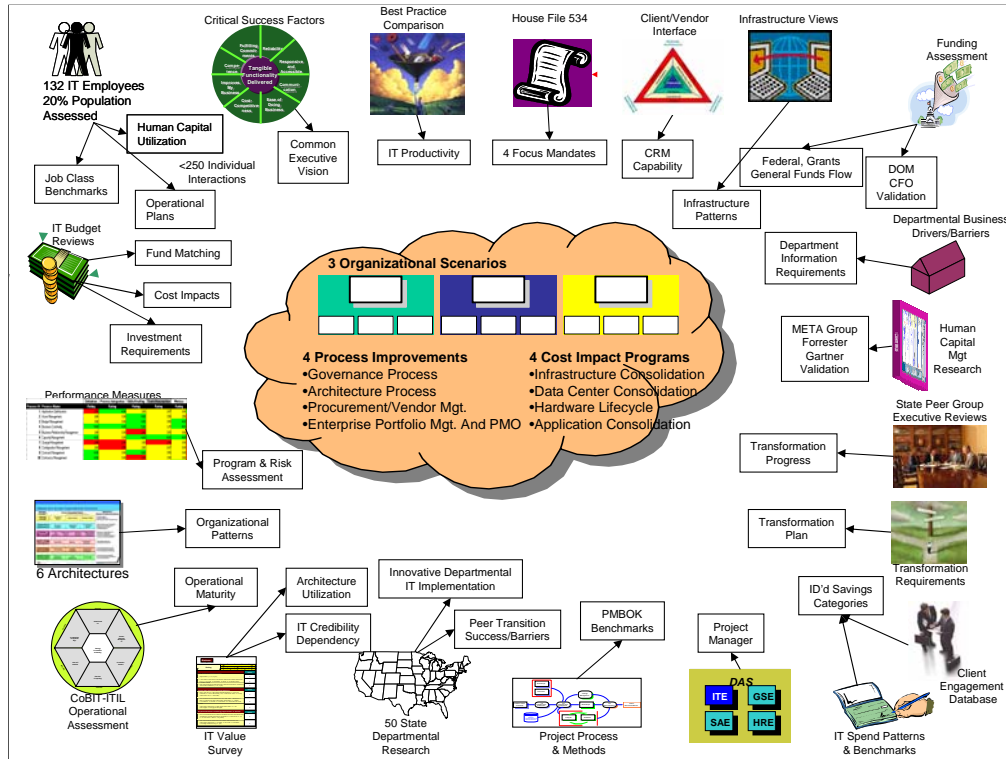 Critical Success Factors
Best Practice
Comparison
House File 534
Client/Vendor
Interface
Infrastructure Views
Funding
Assessment
132 IT Employees
20% Population
Assessed
Tangible
Functionality
Delivered
Human Capital
Utilization
<250 Individual
Interactions
Job Class
Benchmarks
Operational
Plans
Common
Executive
Vision
IT Productivity
4 Focus Mandates
CRM
Capability
Federal, Grants
General Funds Flow
DOM
CFO
Validation
Infrastructure
Patterns
IT Budget
Reviews
Fund Matching
Cost Impacts
Investment
Requirements
Departmental Business
Drivers/Barriers
Department
Information
Requirements
3 Organizational Scenarios
4 Process Improvements
•Governance Process
•Architecture Process
•Procurement/Vendor Mgt.
•Enterprise Portfolio Mgt. And PMO
4 Cost Impact Programs
•Infrastructure Consolidation
•Data Center Consolidation
•Hardware Lifecycle
•Application Consolidation
META Group
Forrester
Gartner
Validation
Human
Capital
Mgt
Research
Performance Measures
Program & Risk
Assessment
State Peer Group
Executive Reviews
Transformation
Progress
Organizational
Patterns
6 Architectures
Transformation
Plan
Transformation
Requirements
Operational
Maturity
Architecture
Utilization
IT Credibility
Dependency
Innovative Departmental
IT Implementation
Peer Transition
Success/Barriers
PMBOK
Benchmarks
Project
Manager
ID'd Savings
Categories
DAS
ITE
GSE
SAE
HRE
CoBIT-ITIL
Operational
Assessment
IT Value
Survey
50 State
Departmental
Research
Project Process
& Methods
IT Spend Patterns
& Benchmarks
Client
Engagement
Database